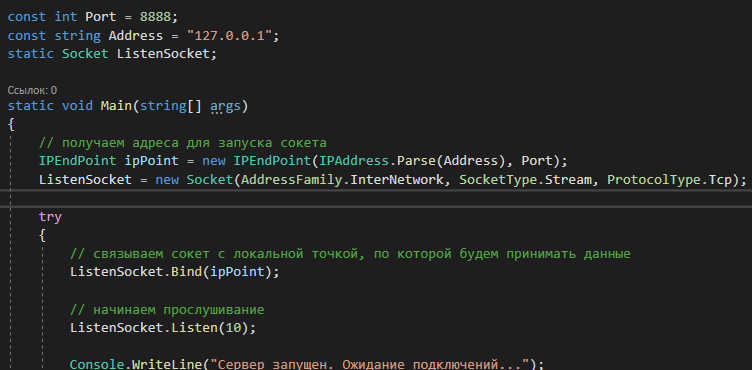 const int Port = 8888;
const string Address = "127.0.0.1";
static Socket ListenSocket;
Ссылок: 0
static void Main(string[] args)
{
// получаем адреса для запуска сокета
IPEndPoint ipPoint = new IPEndPoint(IPAddress.Parse(Address), Port);
ListenSocket = new Socket(AddressFamily.InterNetwork, SocketType.Stream, ProtocolType.Tcp);
try
{
// связываем сокет с локальной точкой, по которой будем принимать данные
ListenSocket.Bind(ipPoint);
// начинаем прослушивание
ListenSocket.Listen(10);
Console.WriteLine("Сервер запущен. Ожидание подключений...");